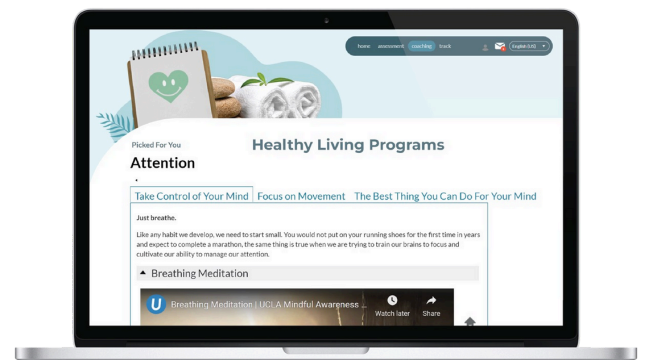 home assessment coaching track English (US)
Picked For You
Healthy Living Programs
Attention
Take Control of Your Mind Focus on Movement The Best Thing You Can Do For Your Mind
Just breathe.
Like any habit we develop, we need to start small. You would not put on your running shoes for the first time in years
and expect to complete a marathon, the same thing is true when we are trying to train our brains to focus and
cultivate our ability to manage our attention.
Breathing Meditation
U Breathing Meditation | UCLA Mindful Awareness ...
Watch later Share